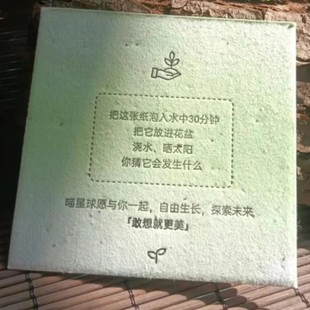 把这张纸泡入水中30分钟
把它放进花盆
浇水、晒太阳
你猜它会发生什么
喵星球愿与你一起，自由生长，探索未来
「敢想就更美」